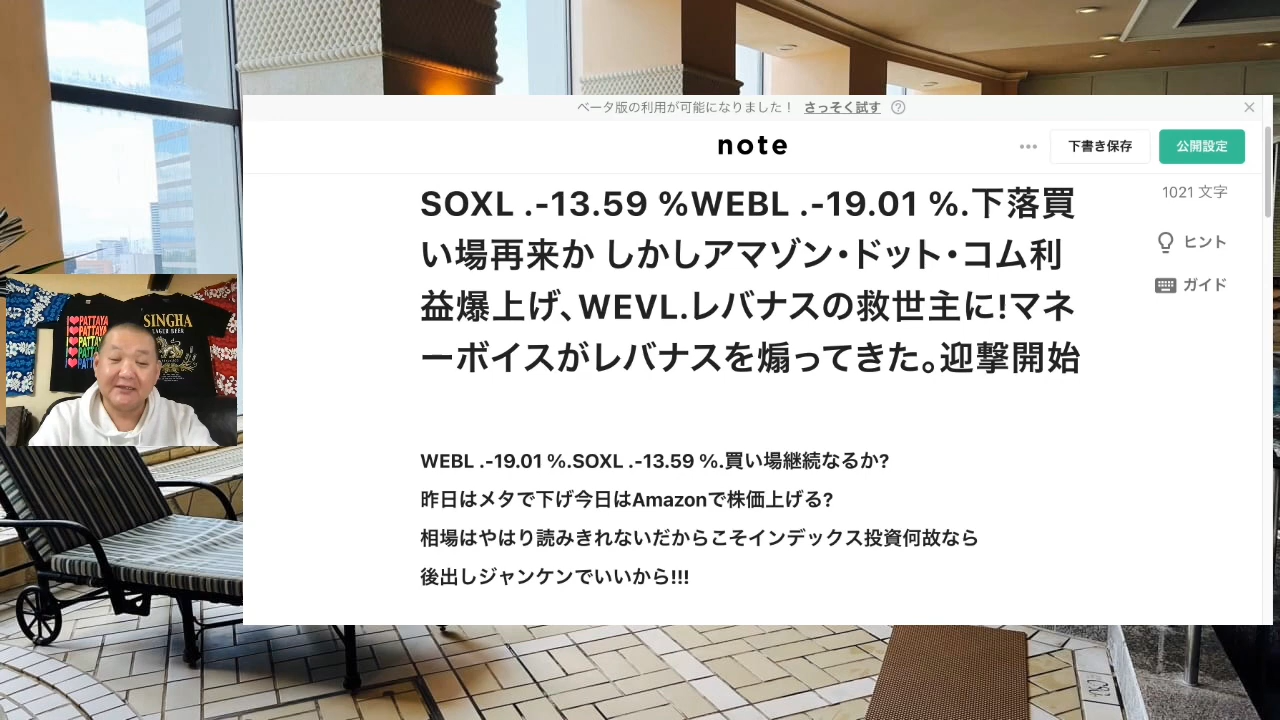 ベータ版の利用が可能になりました！ さっそく試す ?
note
下書き保存
公開設定
1021 文字
ヒント
ガイド
SOXL .-13.59 %WEBL .-19.01 %.下落買
い場再来か しかしアマゾン・ドット・コム利
益爆上げ、WEVL.レバナスの救世主に!マネ
ーボイスがレバナスを煽ってきた。迎撃開始
WEBL .-19.01 %.SOXL .-13.59 %.買い場継続なるか?
昨日はメタで下げ今日はAmazonで株価上げる?
相場はやはり読みきれないだからこそインデックス投資何故なら
後出しジャンケンでいいから!!!
I PATTAYA
I PATTAYA
SINGHA
LAGER BEER